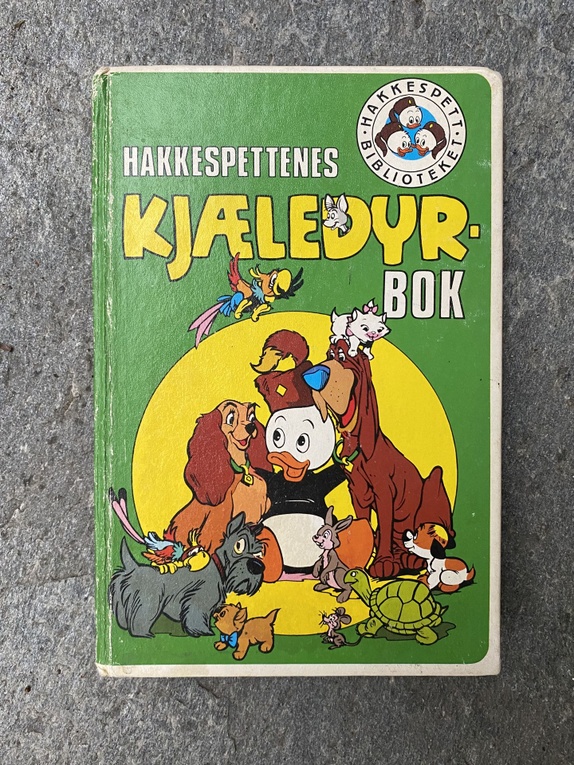 HAKKESPETT
BIBLIOTEKET
HAKKESPETTENES
KJÆLEDYR-
BOK